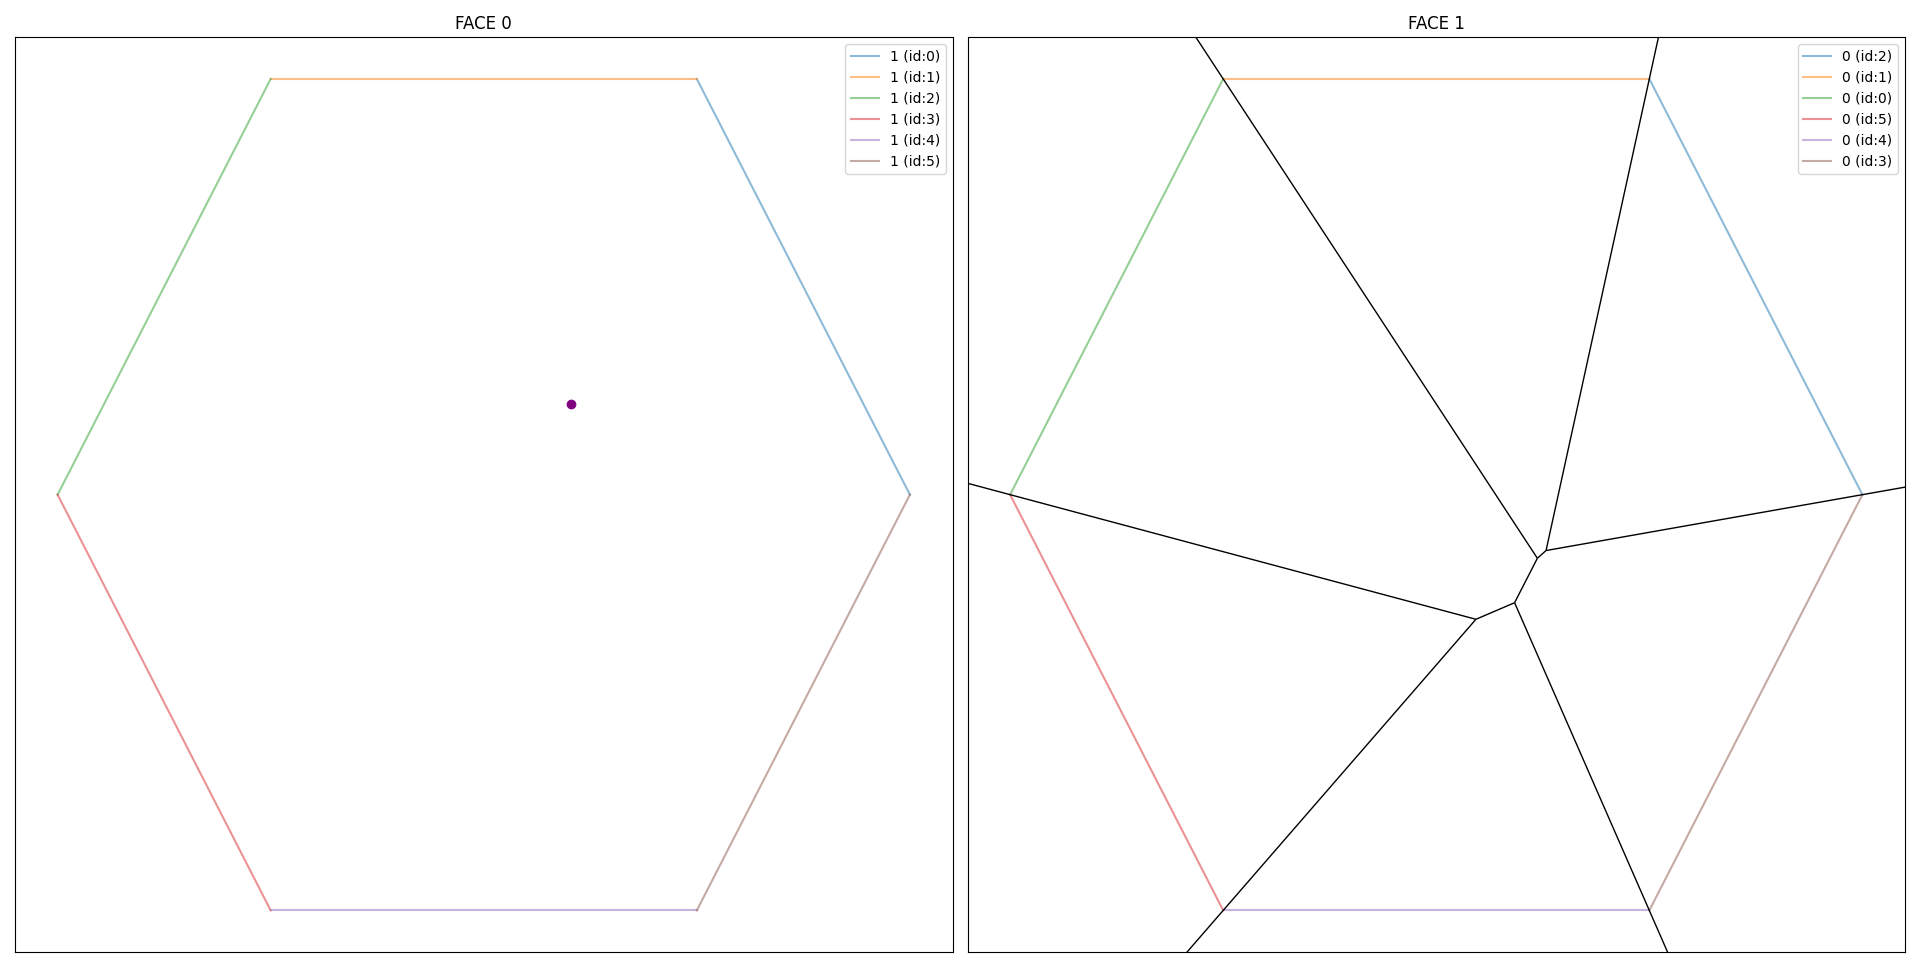 FACE 0
1 (id:0)
1 (id:1)
1 (id:2)
1 (id:3)
1 (id:4)
1 (id:5)
FACE 1
0 (id:2)
0 (id:1)
0 (id:0)
0 (id:5)
0 (id:4)
0 (id:3)